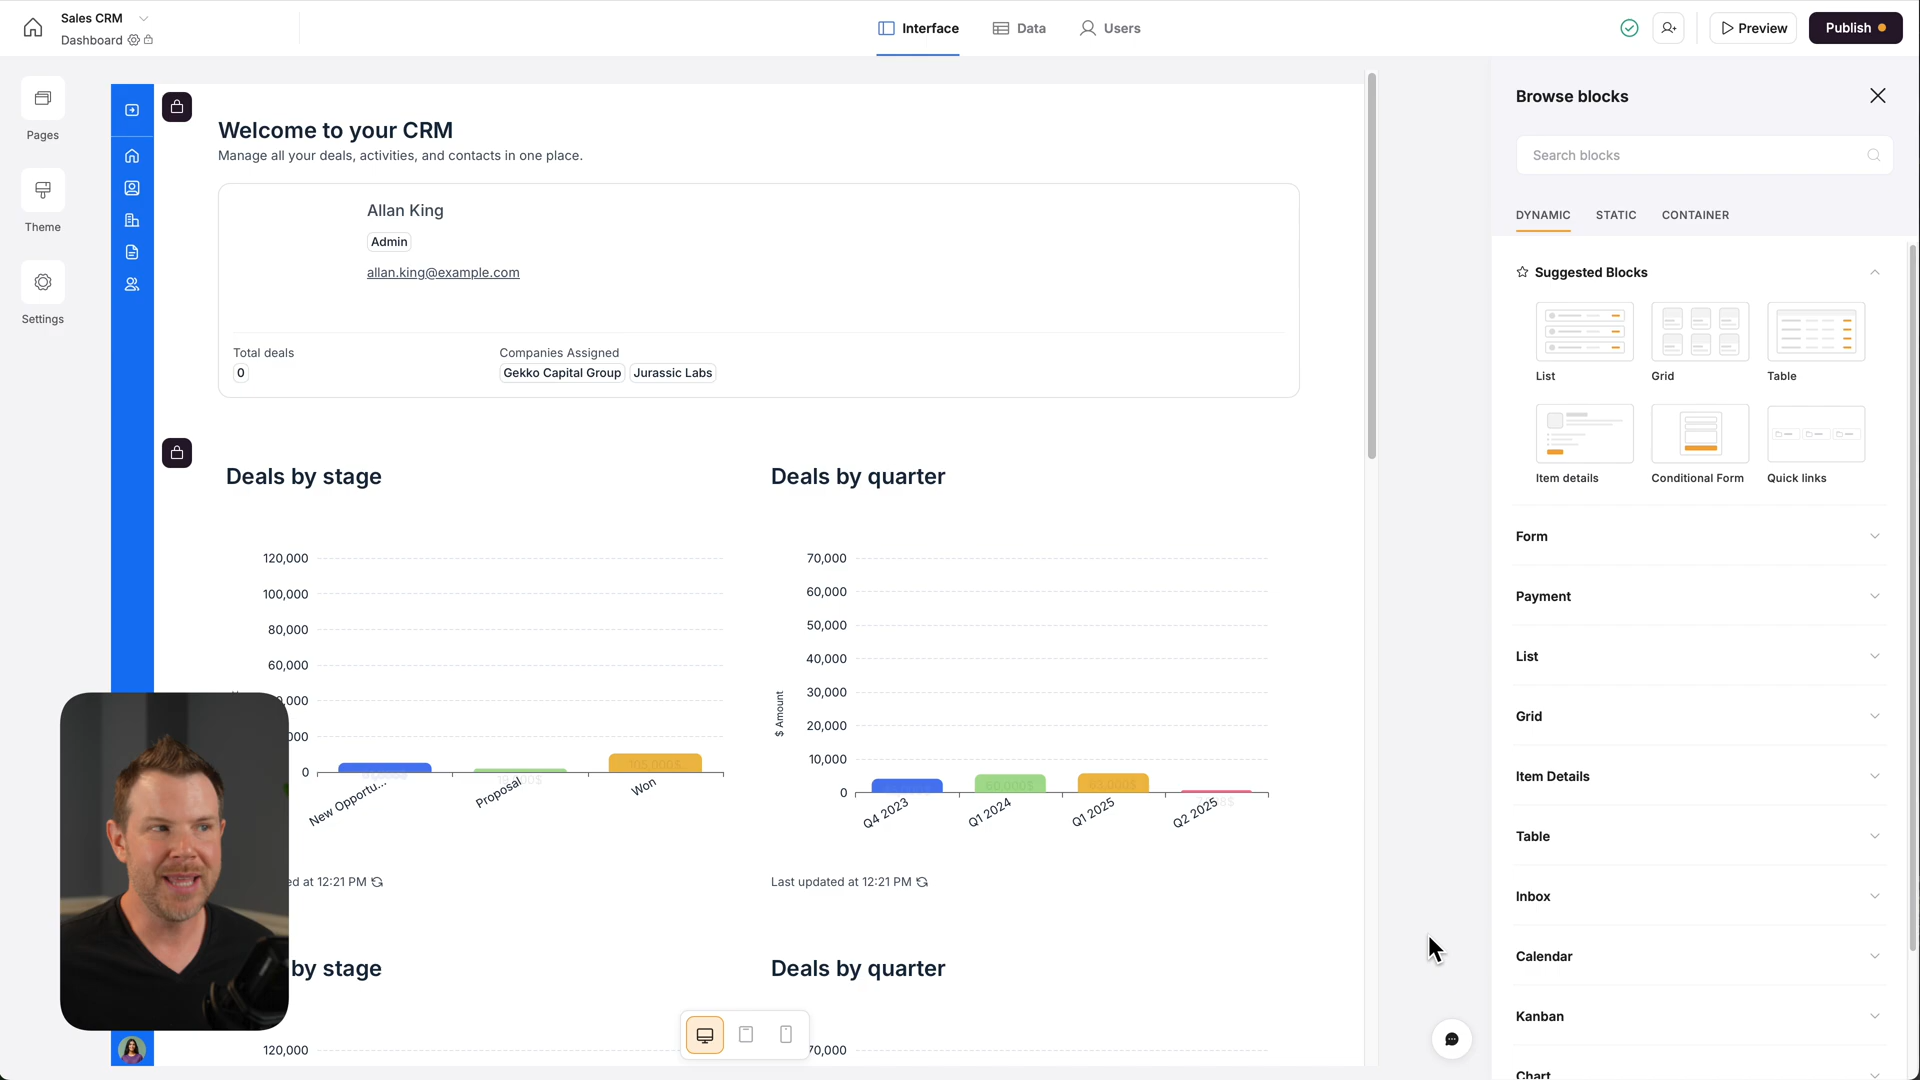 Sales CRM
Dashboard
Interface
Data
Users
Preview
Publish
Pages
Theme
Settings
Welcome to your CRM
Manage all your deals, activities, and contacts in one place.
Allan King
Admin
allan.king@example.com
Total deals
0
Companies Assigned
Gekko Capital Group
Jurassic Labs
Deals by stage
120,000
100,000
80,000
60,000
0,000
000
0
105,000$
New Opportu...
Proposal
Won
ed at 12:21 PM
Deals by quarter
70,000
60,000
50,000
40,000
30,000
20,000
10,000
0
$ Amount
60,000$
Q4 2023
Q1 2024
Q1 2025
Q2 2025
Last updated at 12:21 PM
by stage
120,000
Deals by quarter
70,000
Browse blocks
Search blocks
DYNAMIC
STATIC
CONTAINER
Suggested Blocks
List
Grid
Table
Item details
Conditional Form
Quick links
Form
Payment
List
Grid
Item Details
Table
Inbox
Calendar
Kanban
Chart